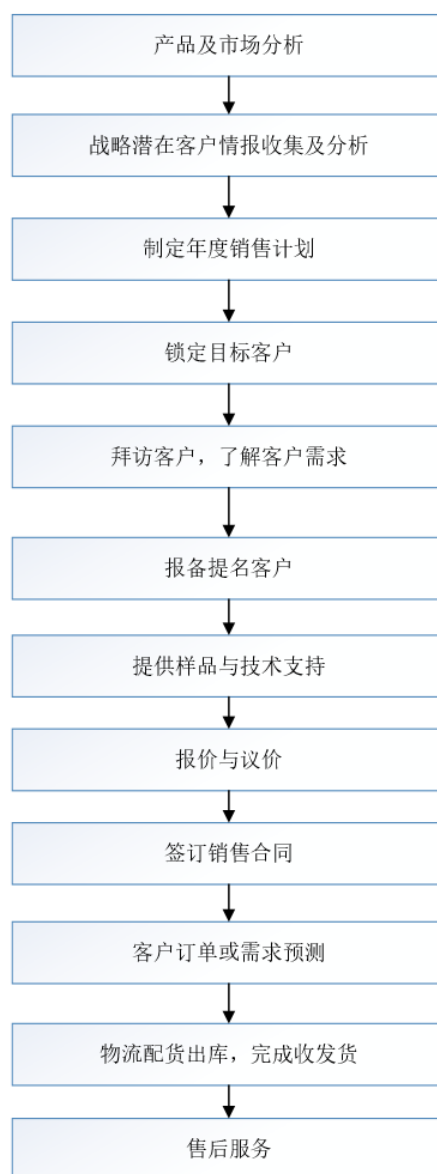 产品及市场分析
战略潜在客户情报收集及分析
制定年度销售计划
锁定目标客户
拜访客户，了解客户需求
报备提名客户
提供样品与技术支持
报价与议价
签订销售合同
客户订单或需求预测
物流配货出库，完成收发货
售后服务